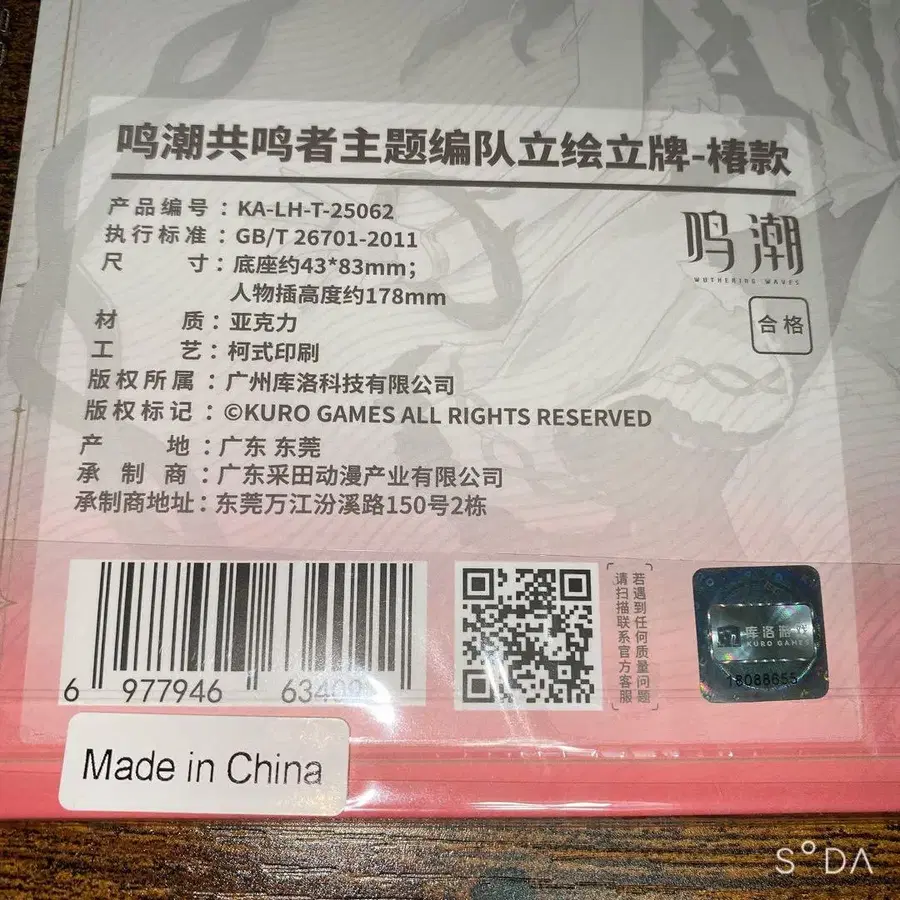 鸣潮共鸣者主题编队立绘立牌-椿款
产品编号：KA-LH-T-25062
执行标准：GB/T 26701-2011
尺寸：底座约43*83mm；
人物插高度约178mm
材质：亚克力
工艺：柯式印刷
版权所属：广州库洛科技有限公司
版权标记：©KURO GAMES ALL RIGHTS RESERVED
产地：广东 东莞
承制商：广东采田动漫产业有限公司
承制商地址：东莞万江汾溪路150号2栋
鸣潮
WUTHERING WAVES
合格
6 977946
若遇到任何质量问题
请扫描联系官方客服
库洛游戏
KURO GAMES
18088655
Made in China
SODA